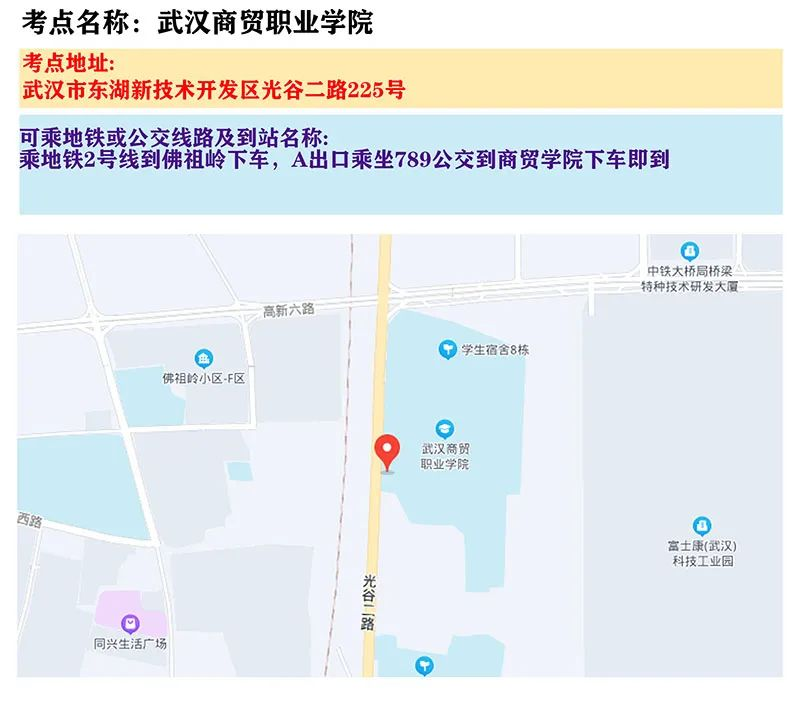 考点名称：武汉商贸职业学院
考点地址:
武汉市东湖新技术开发区光谷二路225号
可乘地铁或公交线路及到站名称:
乘地铁2号线到佛祖岭下车，A出口乘坐789公交到商贸学院下车即到
中铁大桥局桥梁
特种技术研发大厦
高新六路
学生宿舍8栋
佛祖岭小区-F区
武汉商贸
职业学院
西路
富士康(武汉)
科技工业园
光谷二路
同兴生活广场